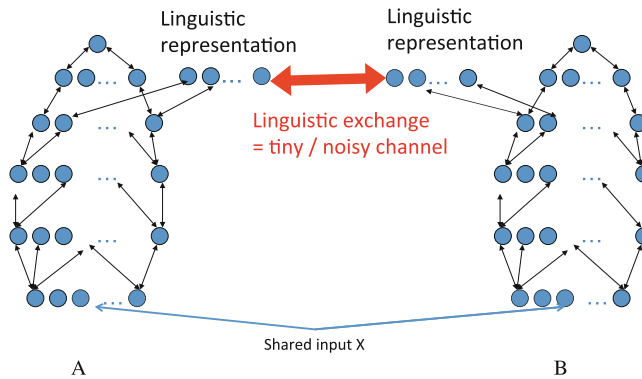 Linguistic
representation
Linguistic
representation
Linguistic exchange
= tiny / noisy channel
Shared input X
A
B